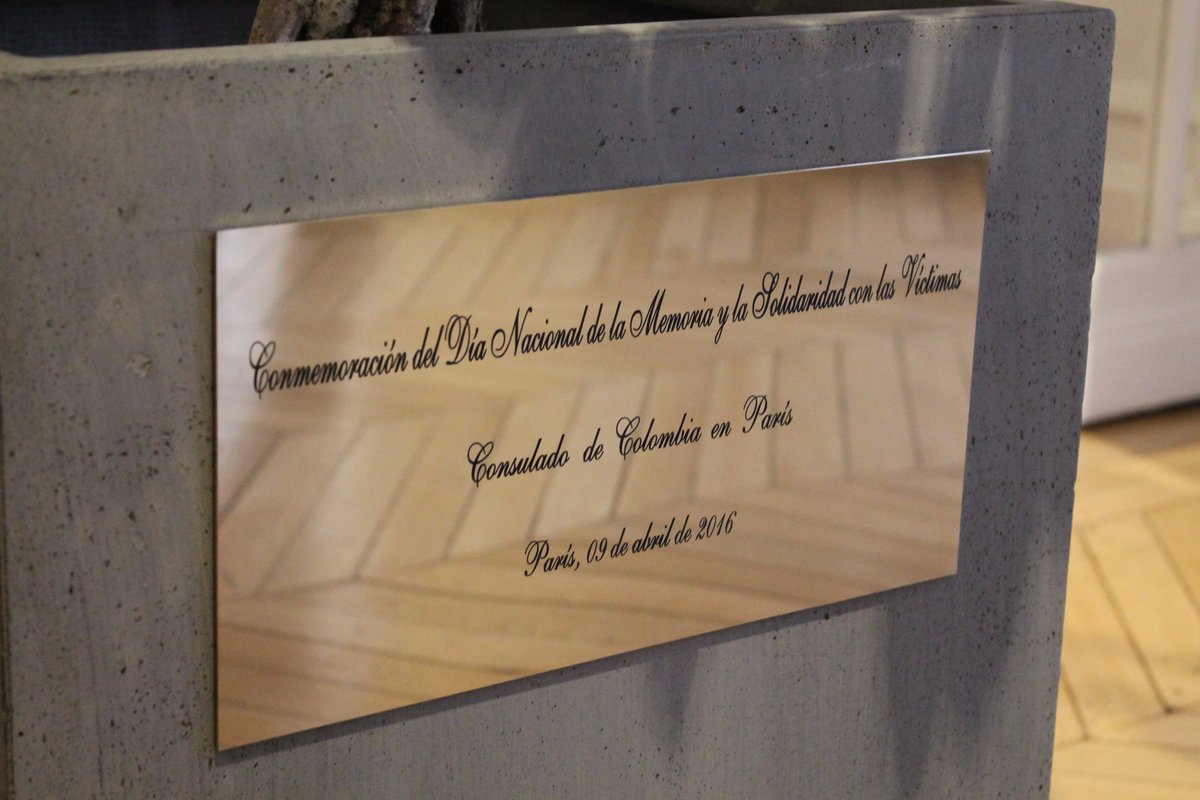 Conmemoración del Día Nacional de la Memoria y la Solidaridad con las Víctimas
Consulado de Colombia en París
París, 09 de abril de 2016